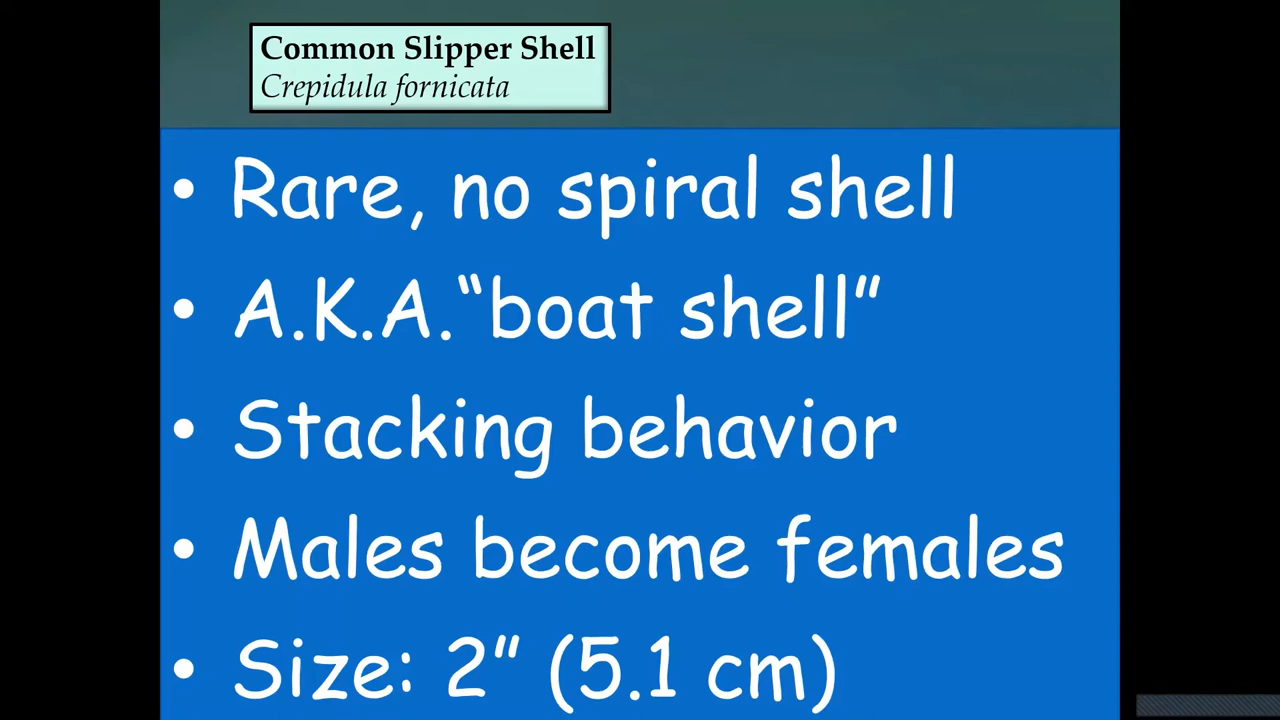 Common Slipper Shell
Crepidula fornicata
• Rare, no spiral shell
• A.K.A.“boat shell”
• Stacking behavior
• Males become females
• Size: 2” (5.1 cm)